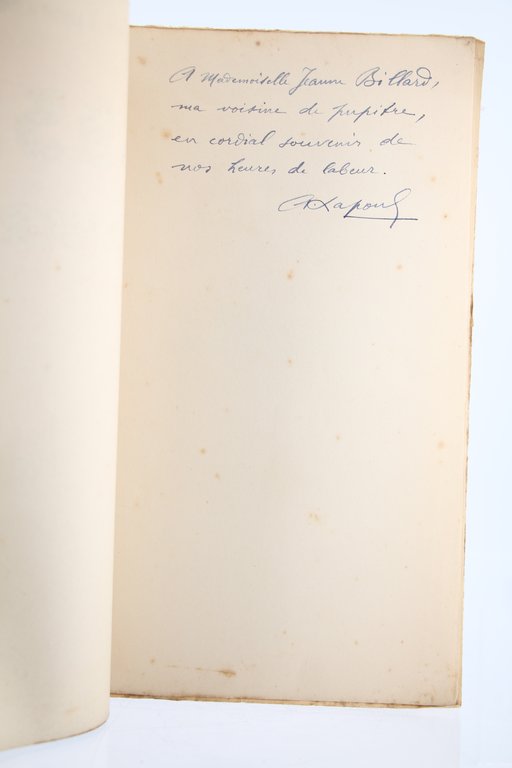 A Mademoiselle Jeanne Billard,
ma voisine de pupitre,
en cordial souvenir de
nos heures de labeur.